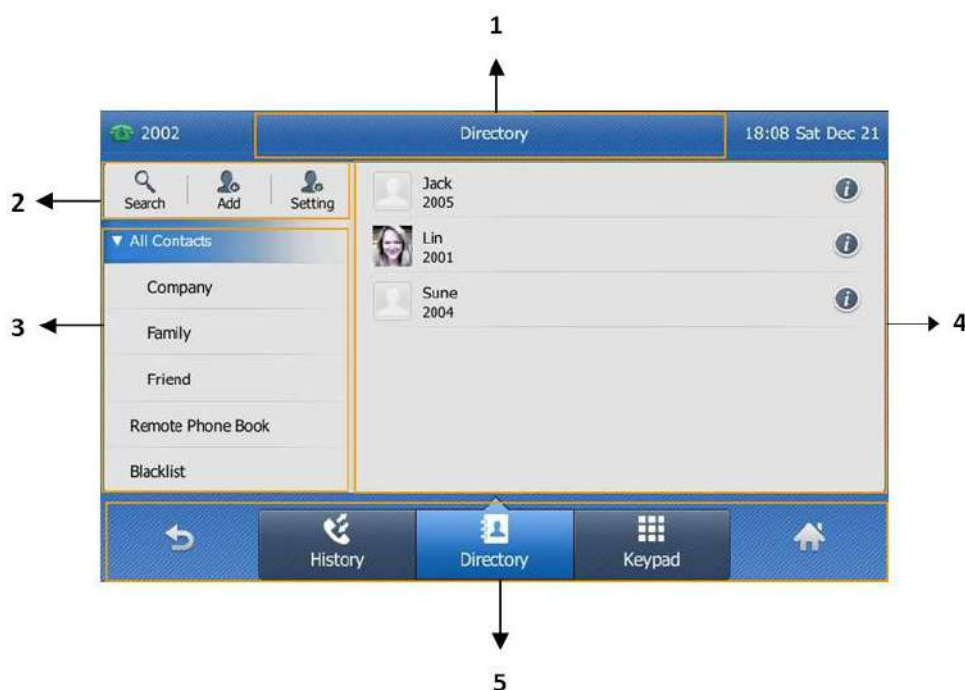 1
2002
Directory
18:08 Sat Dec 21
2
Search
Add
Setting
Jack
2005
Lin
2001
Sune
2004
3
All Contacts
Company
Family
Friend
Remote Phone Book
Blacklist
4
History
Directory
Keypad
5